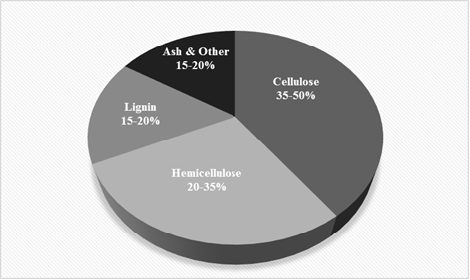 Ash & Other
15-20%
Cellulose
35-50%
Lignin
15-20%
Hemicellulose
20-35%